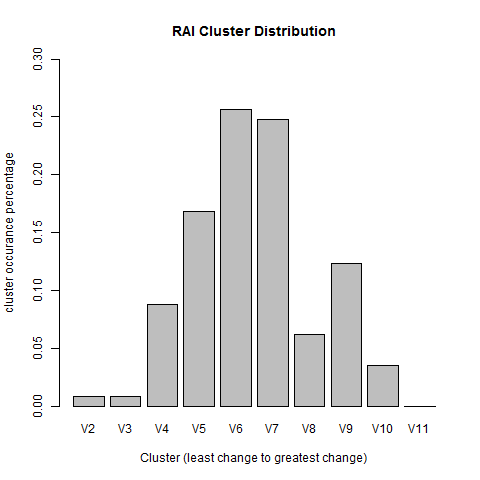 RAI Cluster Distribution
cluster occurance percentage
0.30
0.25
0.20
0.15
0.10
0.05
0.00
V2 V3 V4 V5 V6 V7 V8 V9 V10 V11
Cluster (least change to greatest change)